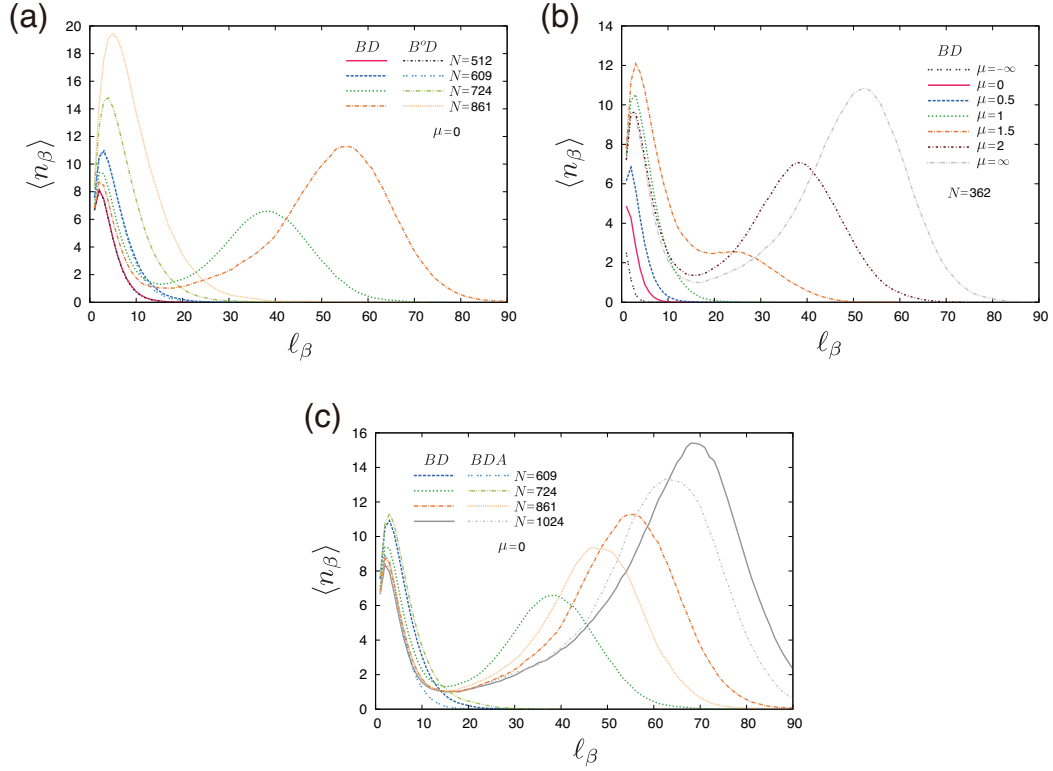 (a)
20
18
16
14
12
10
8
6
4
2
0
⟨nβ⟩
BD BᵒD
N=512
N=609
N=724
N=861
μ=0
0 10 20 30 40 50 60 70 80 90
ℓβ
(b)
14
12
10
8
6
4
2
0
⟨nβ⟩
BD
μ=-∞
μ=0
μ=0.5
μ=1
μ=1.5
μ=2
μ=∞
N=362
0 10 20 30 40 50 60 70 80 90
ℓβ
(c)
16
14
12
10
8
6
4
2
0
⟨nβ⟩
BD BDA
N=609
N=724
N=861
N=1024
μ=0
0 10 20 30 40 50 60 70 80 90
ℓβ